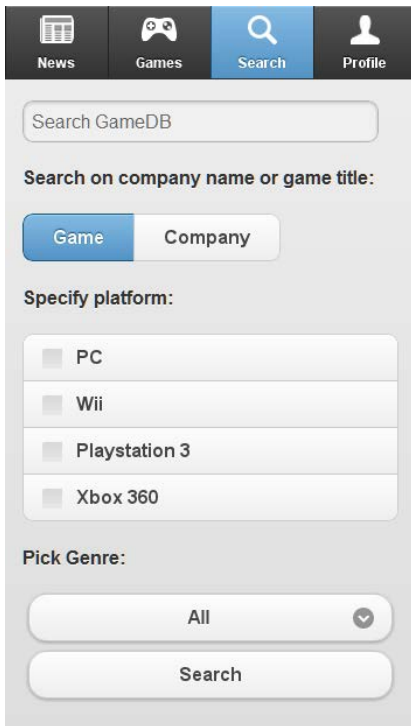 News Games Search Profile
Search GameDB
Search on company name or game title:
Game Company
Specify platform:
PC
Wii
Playstation 3
Xbox 360
Pick Genre:
All
Search